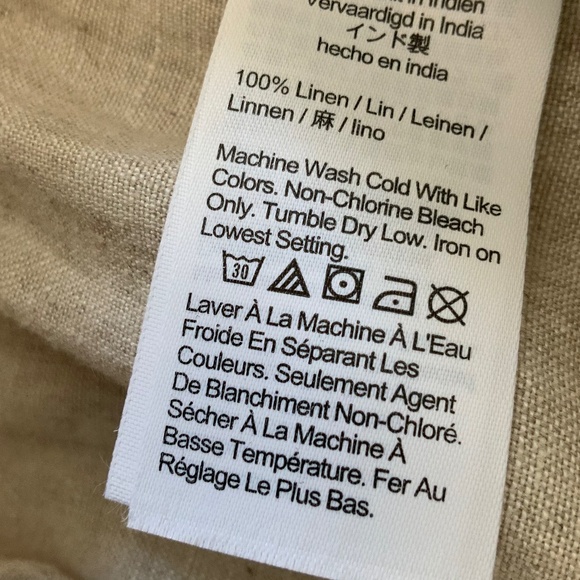 in Indien
Vervaardigd in India
インド製
hecho en india
100% Linen / Lin / Leinen /
Linnen / 麻 / lino
Machine Wash Cold With Like
Colors. Non-Chlorine Bleach
Only. Tumble Dry Low. Iron on
Lowest Setting.
30
Laver À La Machine À L'Eau
Froide En Séparant Les
Couleurs. Seulement Agent
De Blanchiment Non-Chloré.
Sécher À La Machine À
Basse Température. Fer Au
Réglage Le Plus Bas.